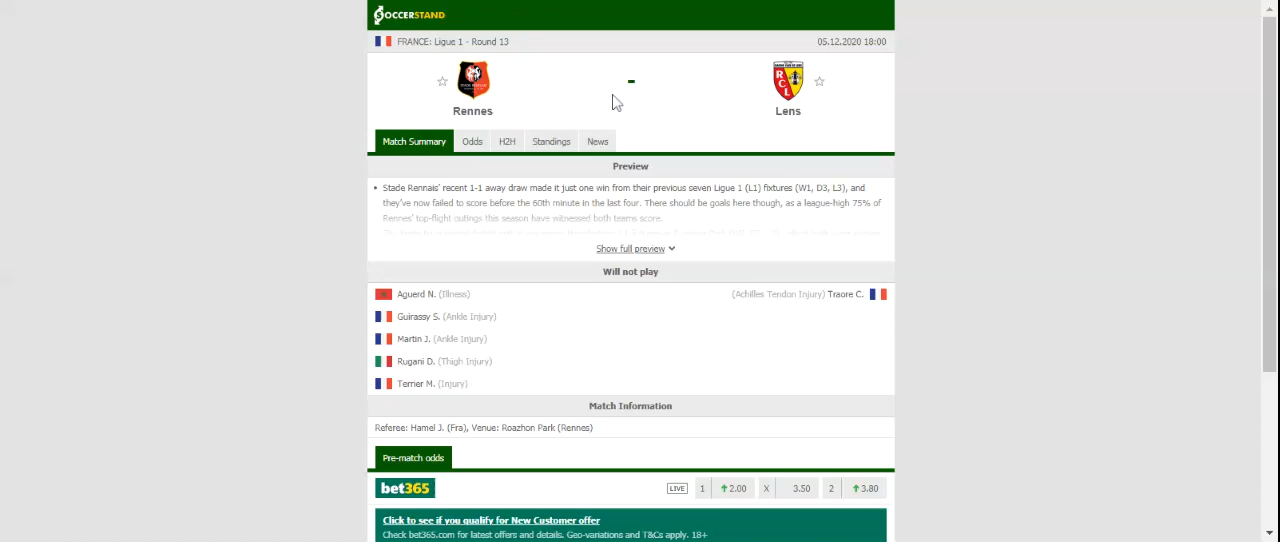 SOCCERSTAND
FRANCE: Ligue 1 - Round 13 05.12.2020 18:00
Rennes - Lens
Match Summary Odds H2H Standings News
Preview
Stade Rennais' recent 1-1 away draw made it just one win from their previous seven Ligue 1 (L1) fixtures (W1, D3, L3), and
they've now failed to score before the 60th minute in the last four. There should be goals here though, as a league-high 75% of
Rennes' top-flight outings this season have witnessed both teams score.
Show full preview
Will not play
Aguerd N. (Illness) (Achilles Tendon Injury) Traore C.
Guirassy S. (Ankle Injury)
Martin J. (Ankle Injury)
Rugani D. (Thigh Injury)
Terrier M. (Injury)
Match Information
Referee: Hamel J. (Fra), Venue: Roazhon Park (Rennes)
Pre-match odds
bet365 LIVE 1 2.00 X 3.50 2 3.80
Click to see if you qualify for New Customer offer
Check bet365.com for latest offers and details. Geo-variations and T&Cs apply. 18+